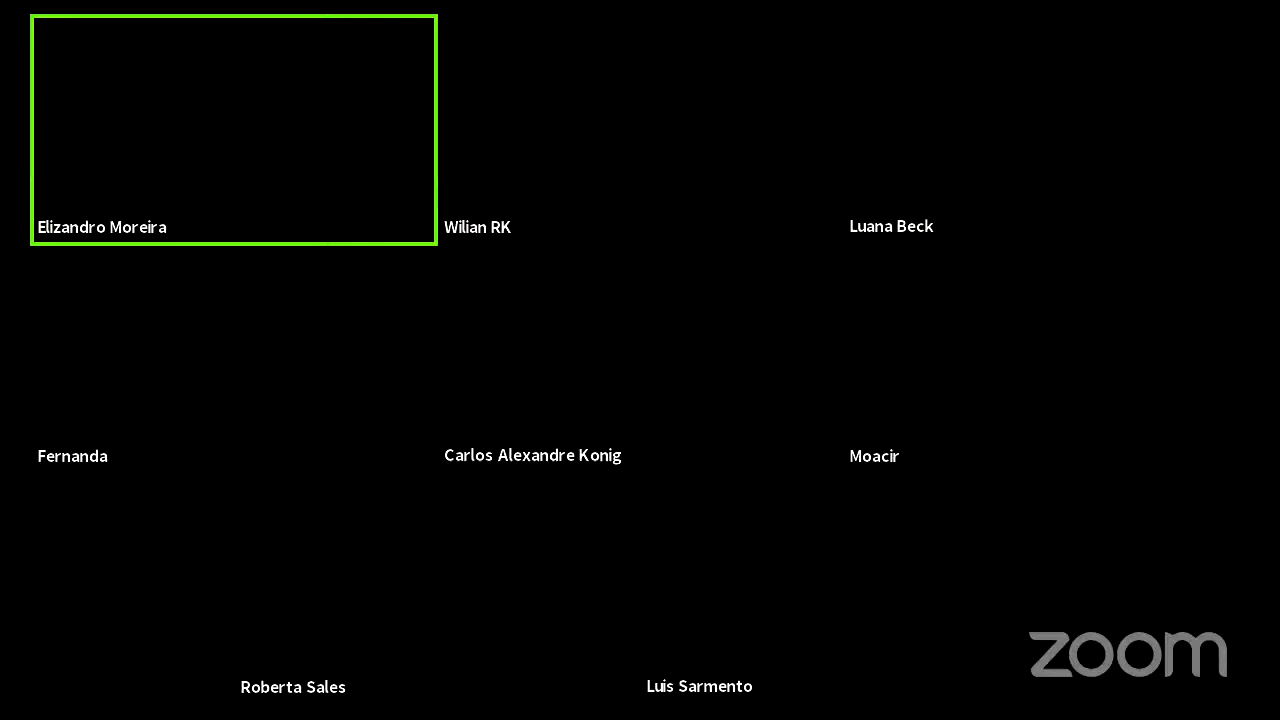 Elizandro Moreira
Wilian RK
Luana Beck
Fernanda
Carlos Alexandre Konig
Moacir
Roberta Sales
Luis Sarmento
zoom